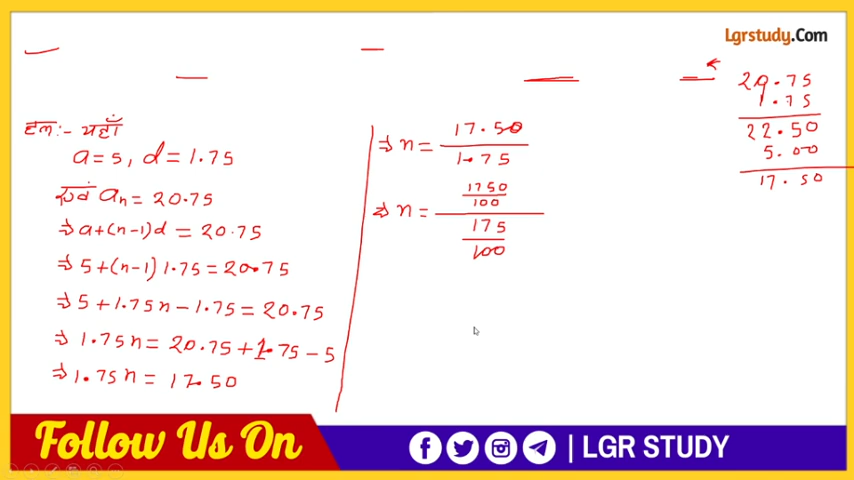 Lgrstudy.Com
हल:- यहाँ
a = 5, d = 1.75
एवं aₙ = 20.75
⇒ a+(n-1)d = 20.75
⇒ 5+(n-1) 1.75 = 20.75
⇒ 5 + 1.75n - 1.75 = 20.75
⇒ 1.75n = 20.75 + 1.75 - 5
⇒ 1.75n = 17.50
⇒ n = 17.50
1.75
⇒ n = 1750
100
175
100
20.75
1.75
22.50
5.00
17.50
Follow Us On
| LGR STUDY